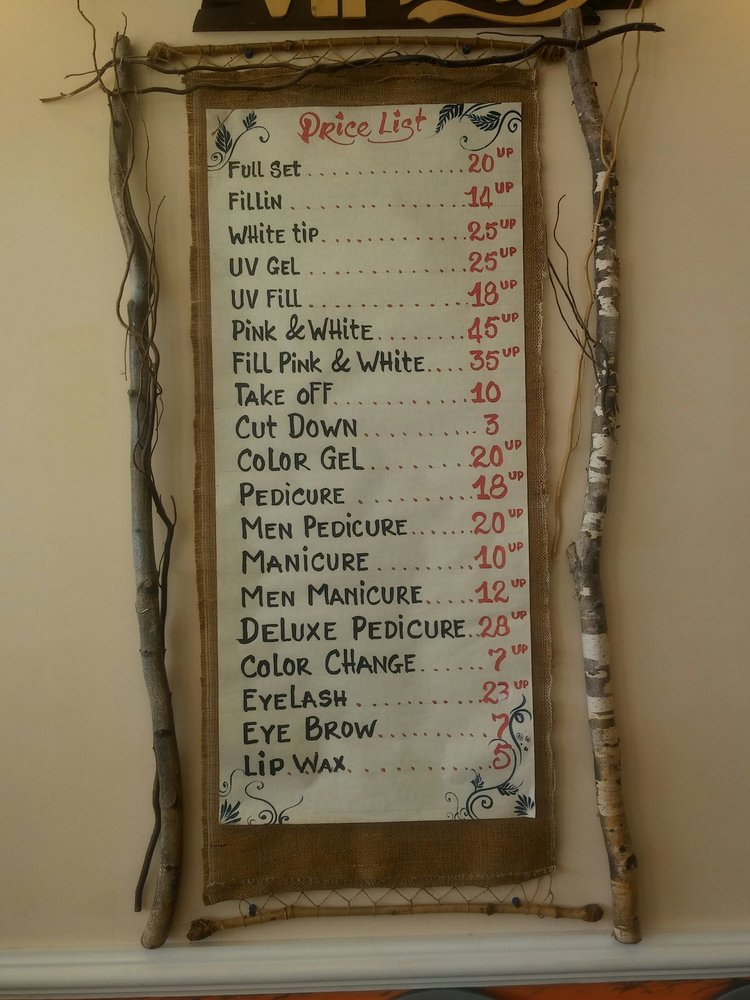 Price List
Full Set . . . . . . . . . . . . . . . 20 UP
Fillin . . . . . . . . . . . . . . . . . 14 UP
White tip. . . . . . . . . . . . . . 25 UP
UV Gel . . . . . . . . . . . . . . . 25 UP
UV Fill . . . . . . . . . . . . . . . 18 UP
Pink & White. . . . . . . . . 45 UP
Fill Pink & White.... 35 UP
Take off. . . . . . . . . . . . . 10
Cut Down . . . . . . . . . . 3
Color Gel . . . . . . . . . 20 UP
Pedicure . . . . . . . . . . 18 UP
Men Pedicure...... 20 UP
Manicure . . . . . . . . 10 UP
Men Manicure..... 12 UP
Deluxe Pedicure.. 28 UP
Color Change...... 7 UP
Eyelash . . . . . . . . . . 23 UP
Eye Brow. . . . . . . . . 7
Lip Wax. . . . . . . . . . . 5